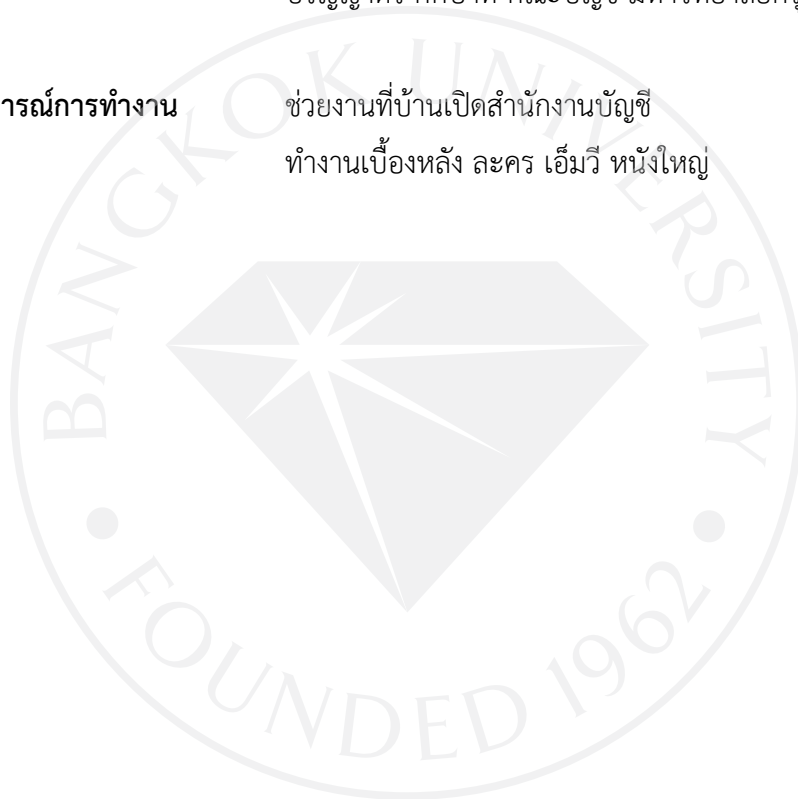 รณ์การทำงาน ช่วยงานที่บ้านเปิดสำนักงานบัญชี
ทำงานเบื้องหลัง ละคร เอ็มวี หนังใหญ่
BANGKOK UNIVERSITY
• FOUNDED 1962 •